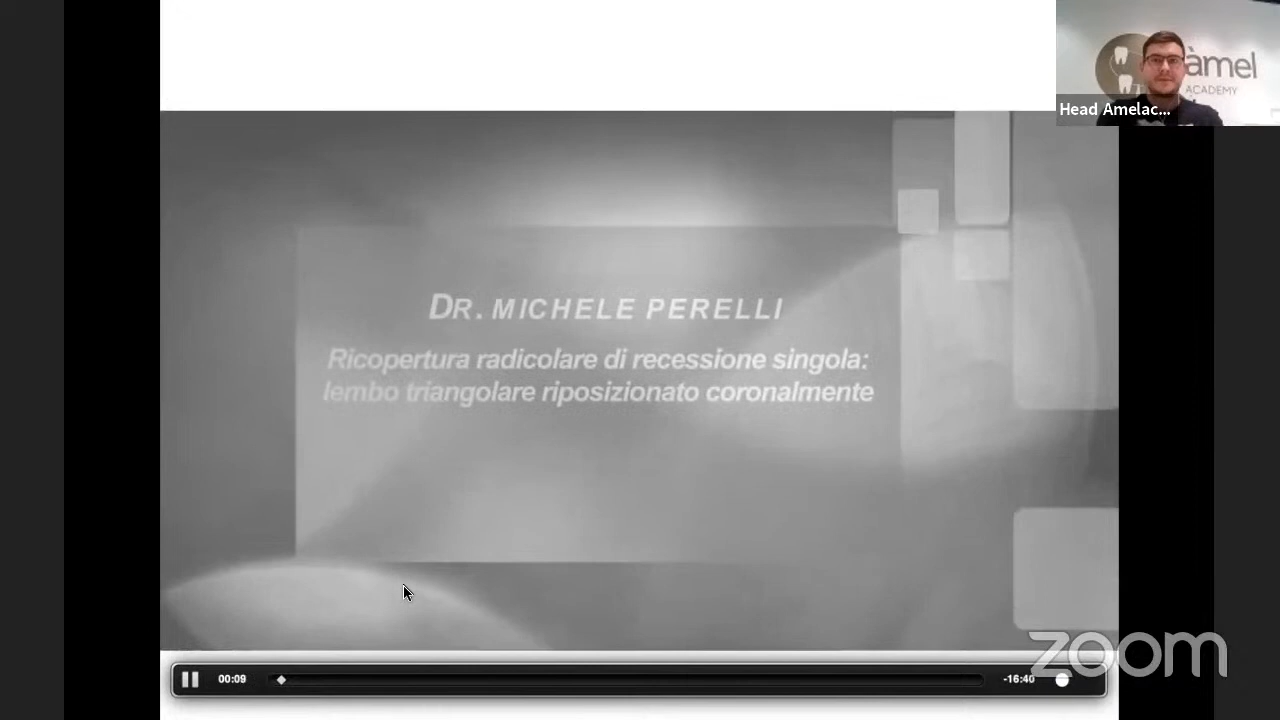 àmel
ACADEMY
Head Amelac...
DR. MICHELE PERELLI
Ricopertura radicolare di recessione singola:
lembo triangolare riposizionato coronalmente
zoom
00:09
-16:40